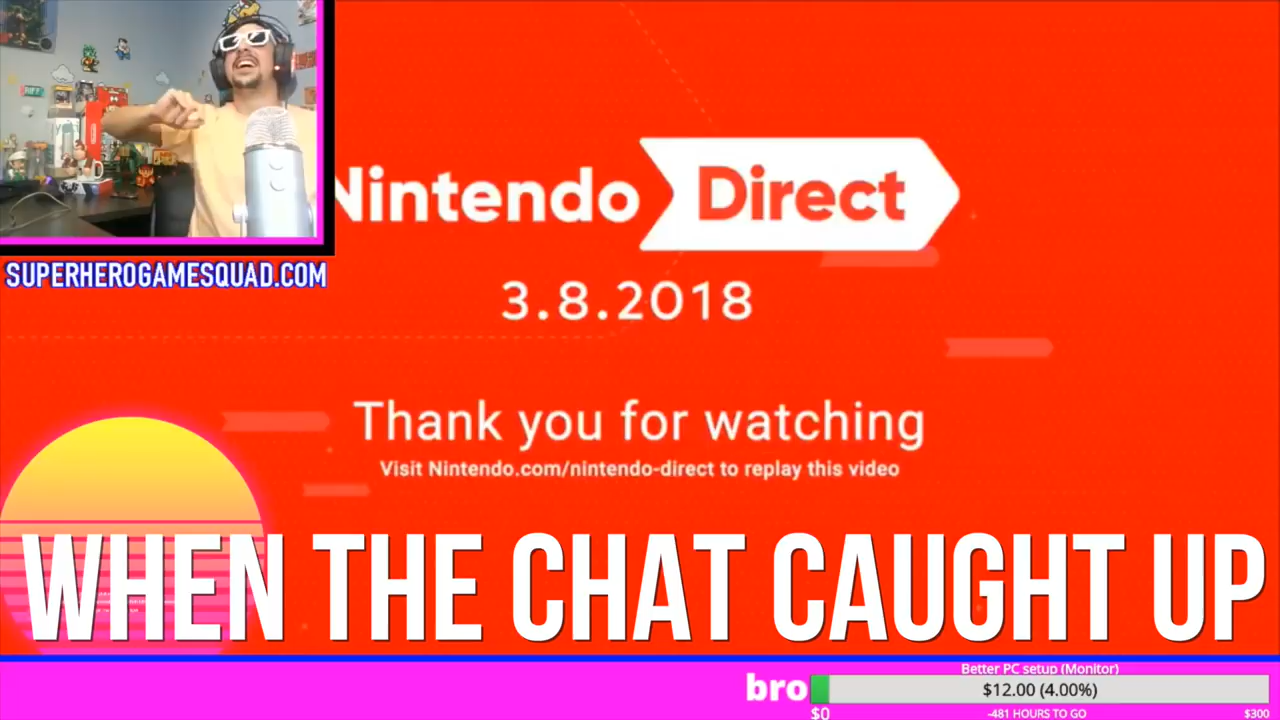 Nintendo Direct
SUPERHEROGAMESQUAD.COM
3.8.2018
Thank you for watching
Visit Nintendo.com/nintendo-direct to replay this video
WHEN THE CHAT CAUGHT UP
Better PC setup (Monitor)
bro
$12.00 (4.00%)
$0
-481 HOURS TO GO
$300